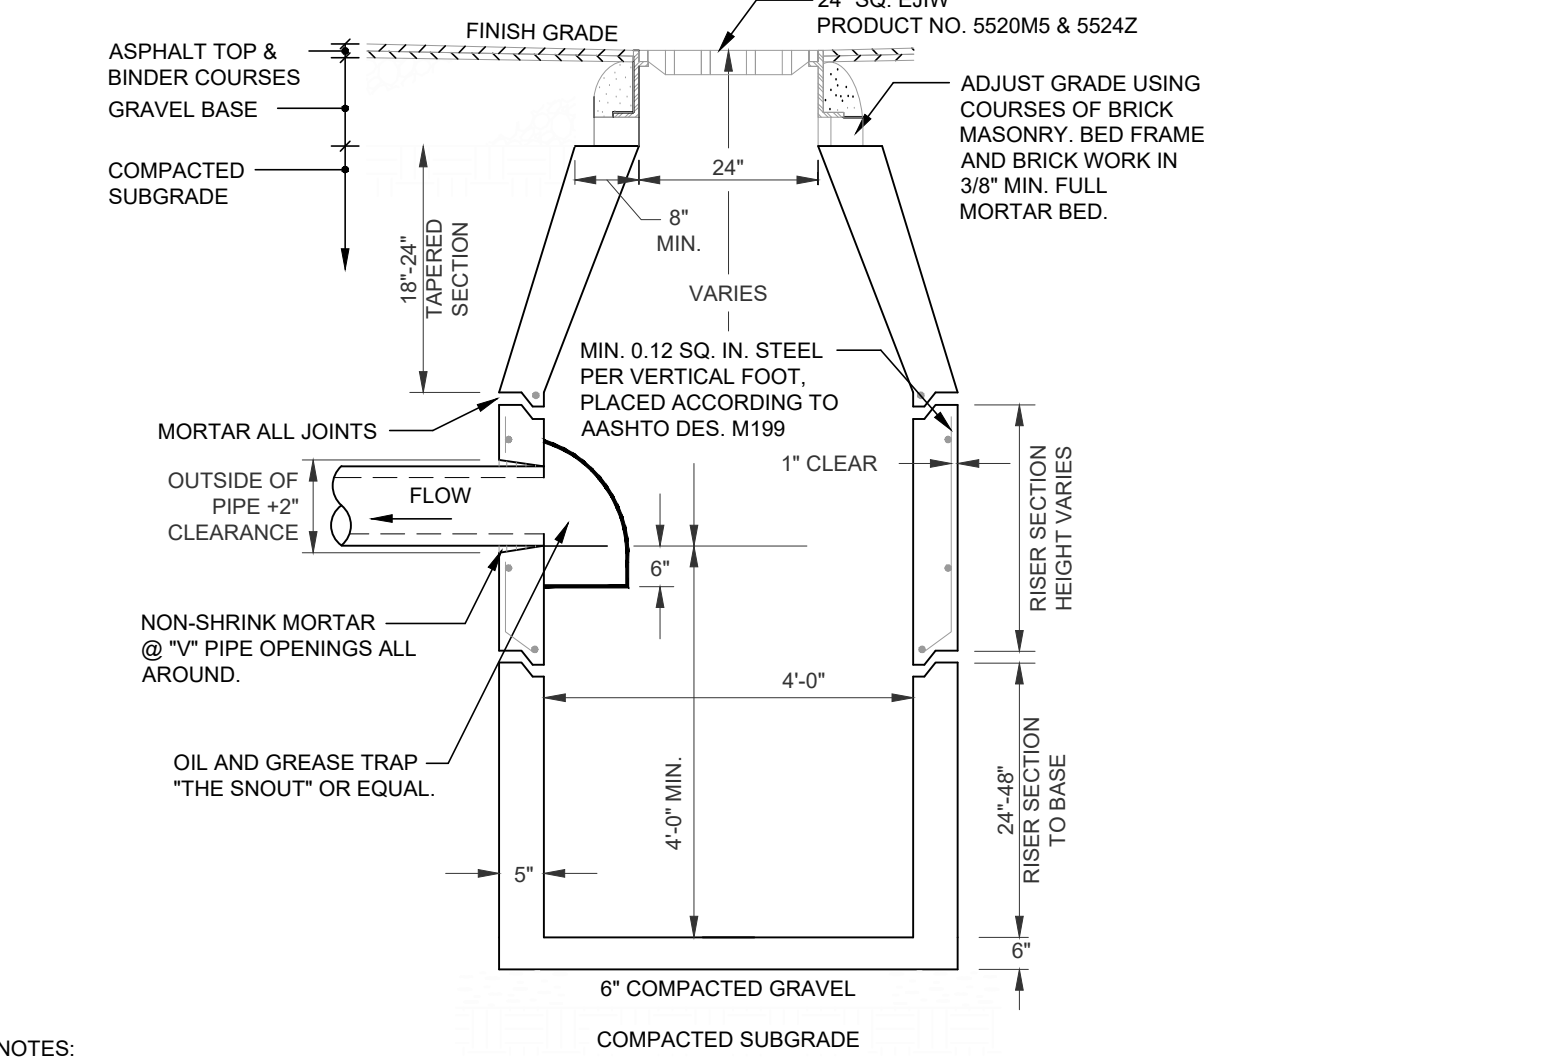 24" SQ. EJIW
PRODUCT NO. 5520M5 & 5524Z
FINISH GRADE
ASPHALT TOP &
BINDER COURSES
GRAVEL BASE
COMPACTED
SUBGRADE
ADJUST GRADE USING
COURSES OF BRICK
MASONRY. BED FRAME
AND BRICK WORK IN
3/8" MIN. FULL
MORTAR BED.
24"
8"
MIN.
18"-24"
TAPERED
SECTION
VARIES
MIN. 0.12 SQ. IN. STEEL
PER VERTICAL FOOT,
PLACED ACCORDING TO
AASHTO DES. M199
MORTAR ALL JOINTS
1" CLEAR
OUTSIDE OF
PIPE +2"
CLEARANCE
FLOW
RISER SECTION
HEIGHT VARIES
6"
NON-SHRINK MORTAR
@ "V" PIPE OPENINGS ALL
AROUND.
4'-0"
OIL AND GREASE TRAP
"THE SNOUT" OR EQUAL.
4'-0" MIN.
24"-48"
RISER SECTION
TO BASE
5"
6"
6" COMPACTED GRAVEL
COMPACTED SUBGRADE
NOTES: